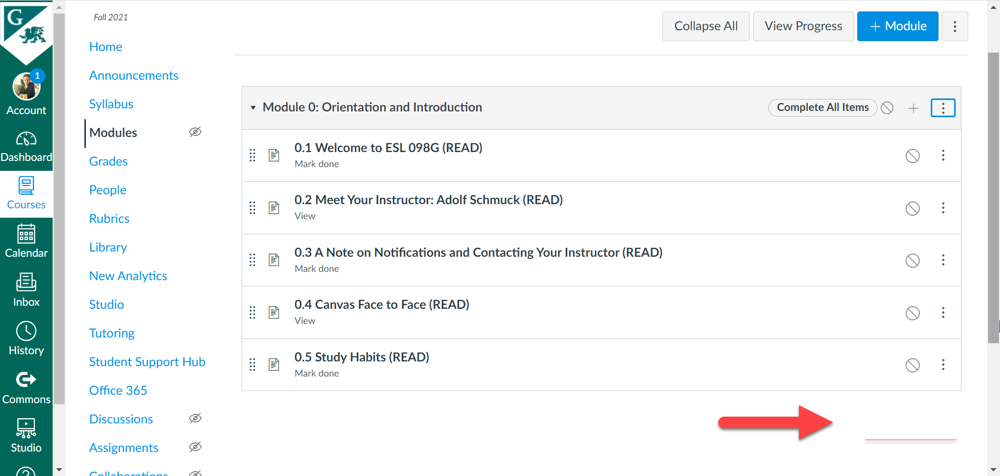 G
1
Account
Dashboard
Courses
Calendar
Inbox
History
Commons
Studio
Fall 2021
Home
Announcements
Syllabus
Modules
Grades
People
Rubrics
Library
New Analytics
Studio
Tutoring
Student Support Hub
Office 365
Discussions
Assignments
Collaborations
Collapse All
View Progress
+ Module
Module 0: Orientation and Introduction
Complete All Items
0.1 Welcome to ESL 098G (READ)
Mark done
0.2 Meet Your Instructor: Adolf Schmuck (READ)
View
0.3 A Note on Notifications and Contacting Your Instructor (READ)
Mark done
0.4 Canvas Face to Face (READ)
View
0.5 Study Habits (READ)
Mark done